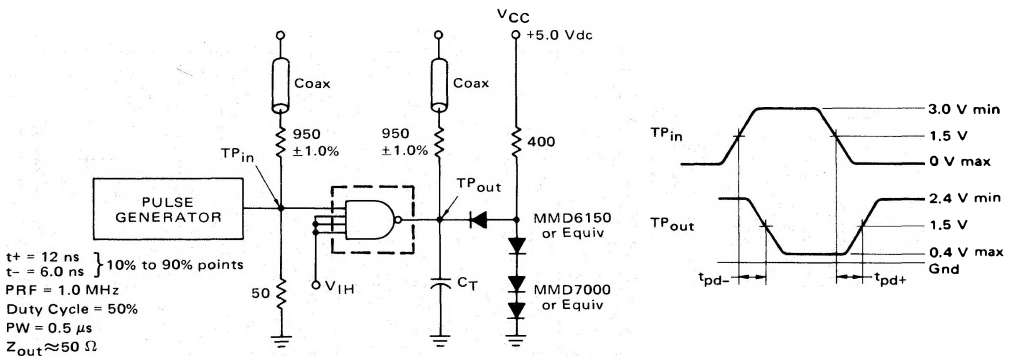 VCC
+5.0 Vdc
Coax
Coax
950
±1.0%
950
±1.0%
400
TPin
TPout
PULSE
GENERATOR
MMD6150
or Equiv
MMD7000
or Equiv
50
VIH
CT
t+ = 12 ns
t– = 6.0 ns
10% to 90% points
PRF = 1.0 MHz
Duty Cycle = 50%
PW = 0.5 μs
Zout ≈ 50 Ω
TPin
3.0 V min
1.5 V
0 V max
TPout
2.4 V min
1.5 V
0.4 V max
Gnd
tpd–
tpd+